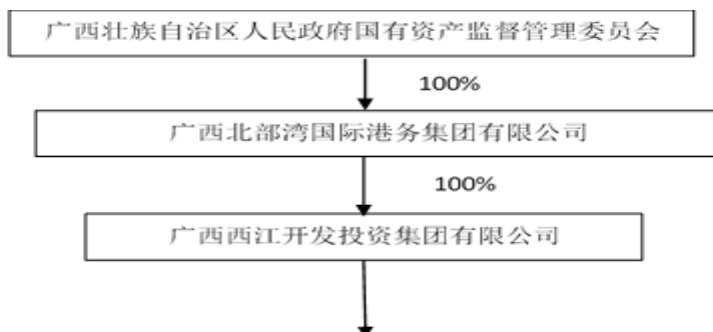 广西壮族自治区人民政府国有资产监督管理委员会
100%
广西北部湾国际港务集团有限公司
100%
广西西江开发投资集团有限公司